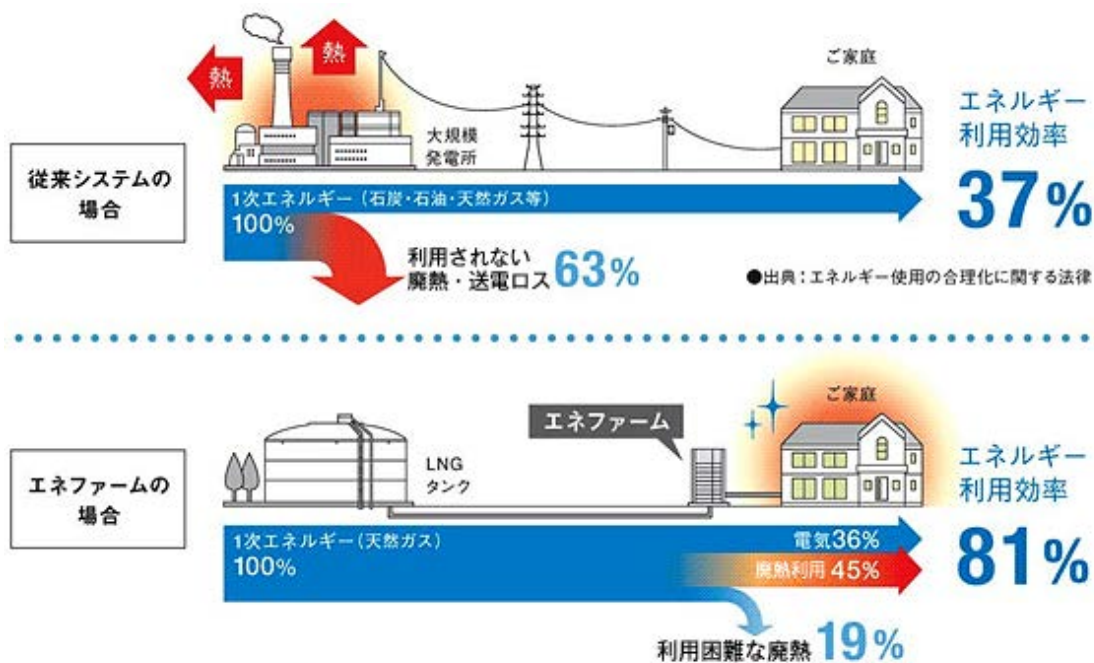 熱
熱
ご家庭
大規模
発電所
エネルギー
利用効率
37%
従来システムの
場合
1次エネルギー(石炭・石油・天然ガス等)
100%
利用されない
廃熱・送電ロス 63%
●出典:エネルギー使用の合理化に関する法律
ご家庭
エネファーム
LNG
タンク
エネルギー
利用効率
81%
エネファームの
場合
1次エネルギー(天然ガス)
100%
電気36%
廃熱利用 45%
利用困難な廃熱 19%